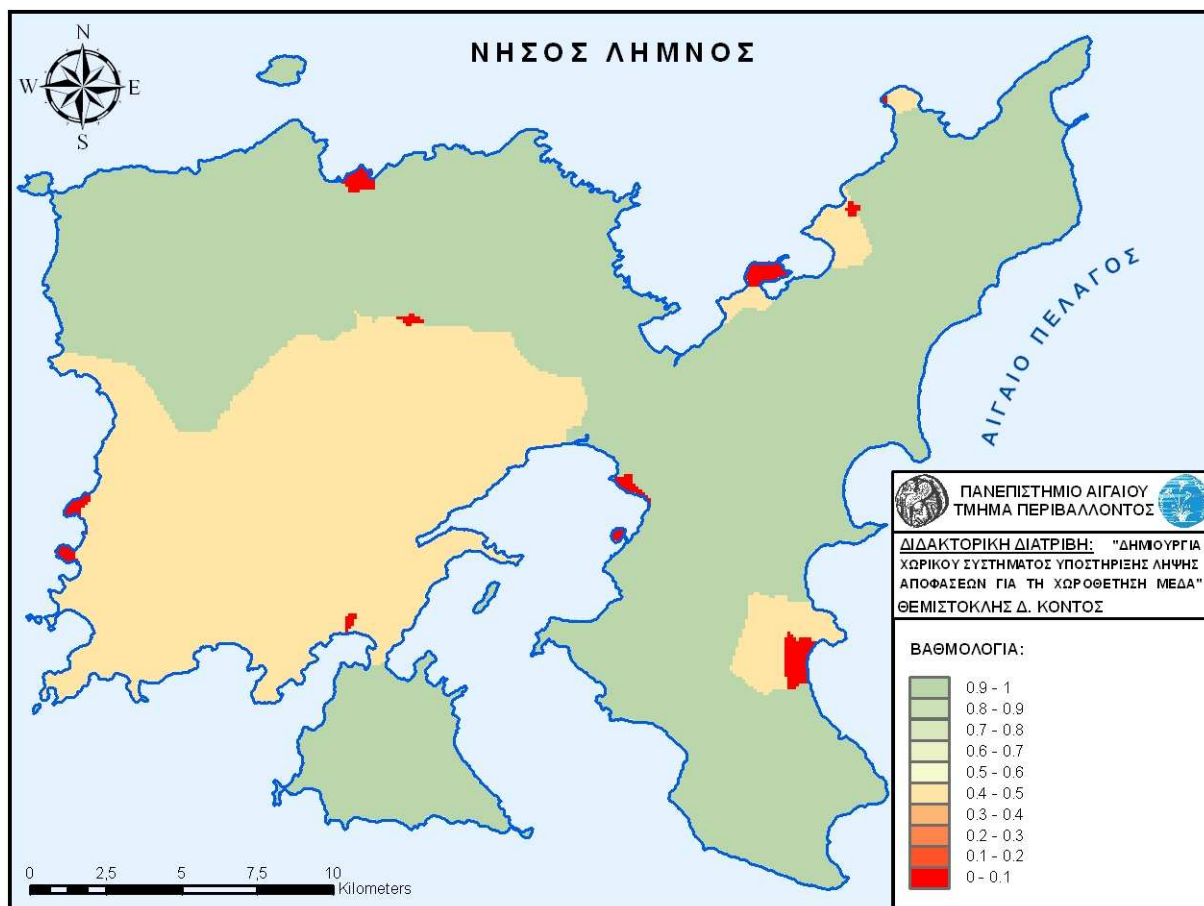 ΝΗΣΟΣ ΛΗΜΝΟΣ
N
W E
S
ΑΙΓΑΙΟ ΠΕΛΑΓΟΣ
ΠΑΝΕΠΙΣΤΗΜΙΟ ΑΙΓΑΙΟΥ
ΤΜΗΜΑ ΠΕΡΙΒΑΛΛΟΝΤΟΣ
ΔΙΔΑΚΤΟΡΙΚΗ ΔΙΑΤΡΙΒΗ: "ΔΗΜΙΟΥΡΓΙΑ
ΧΩΡΙΚΟΥ ΣΥΣΤΗΜΑΤΟΣ ΥΠΟΣΤΗΡΙΞΗΣ ΛΗΨΗΣ
ΑΠΟΦΑΣΕΩΝ ΓΙΑ ΤΗ ΧΩΡΟΘΕΤΗΣΗ ΜΕΔΑ"
ΘΕΜΙΣΤΟΚΛΗΣ Δ. ΚΟΝΤΟΣ
ΒΑΘΜΟΛΟΓΙΑ:
0.9 - 1
0.8 - 0.9
0.7 - 0.8
0.6 - 0.7
0.5 - 0.6
0.4 - 0.5
0.3 - 0.4
0.2 - 0.3
0.1 - 0.2
0 - 0.1
0 2,5 5 7,5 10
Kilometers